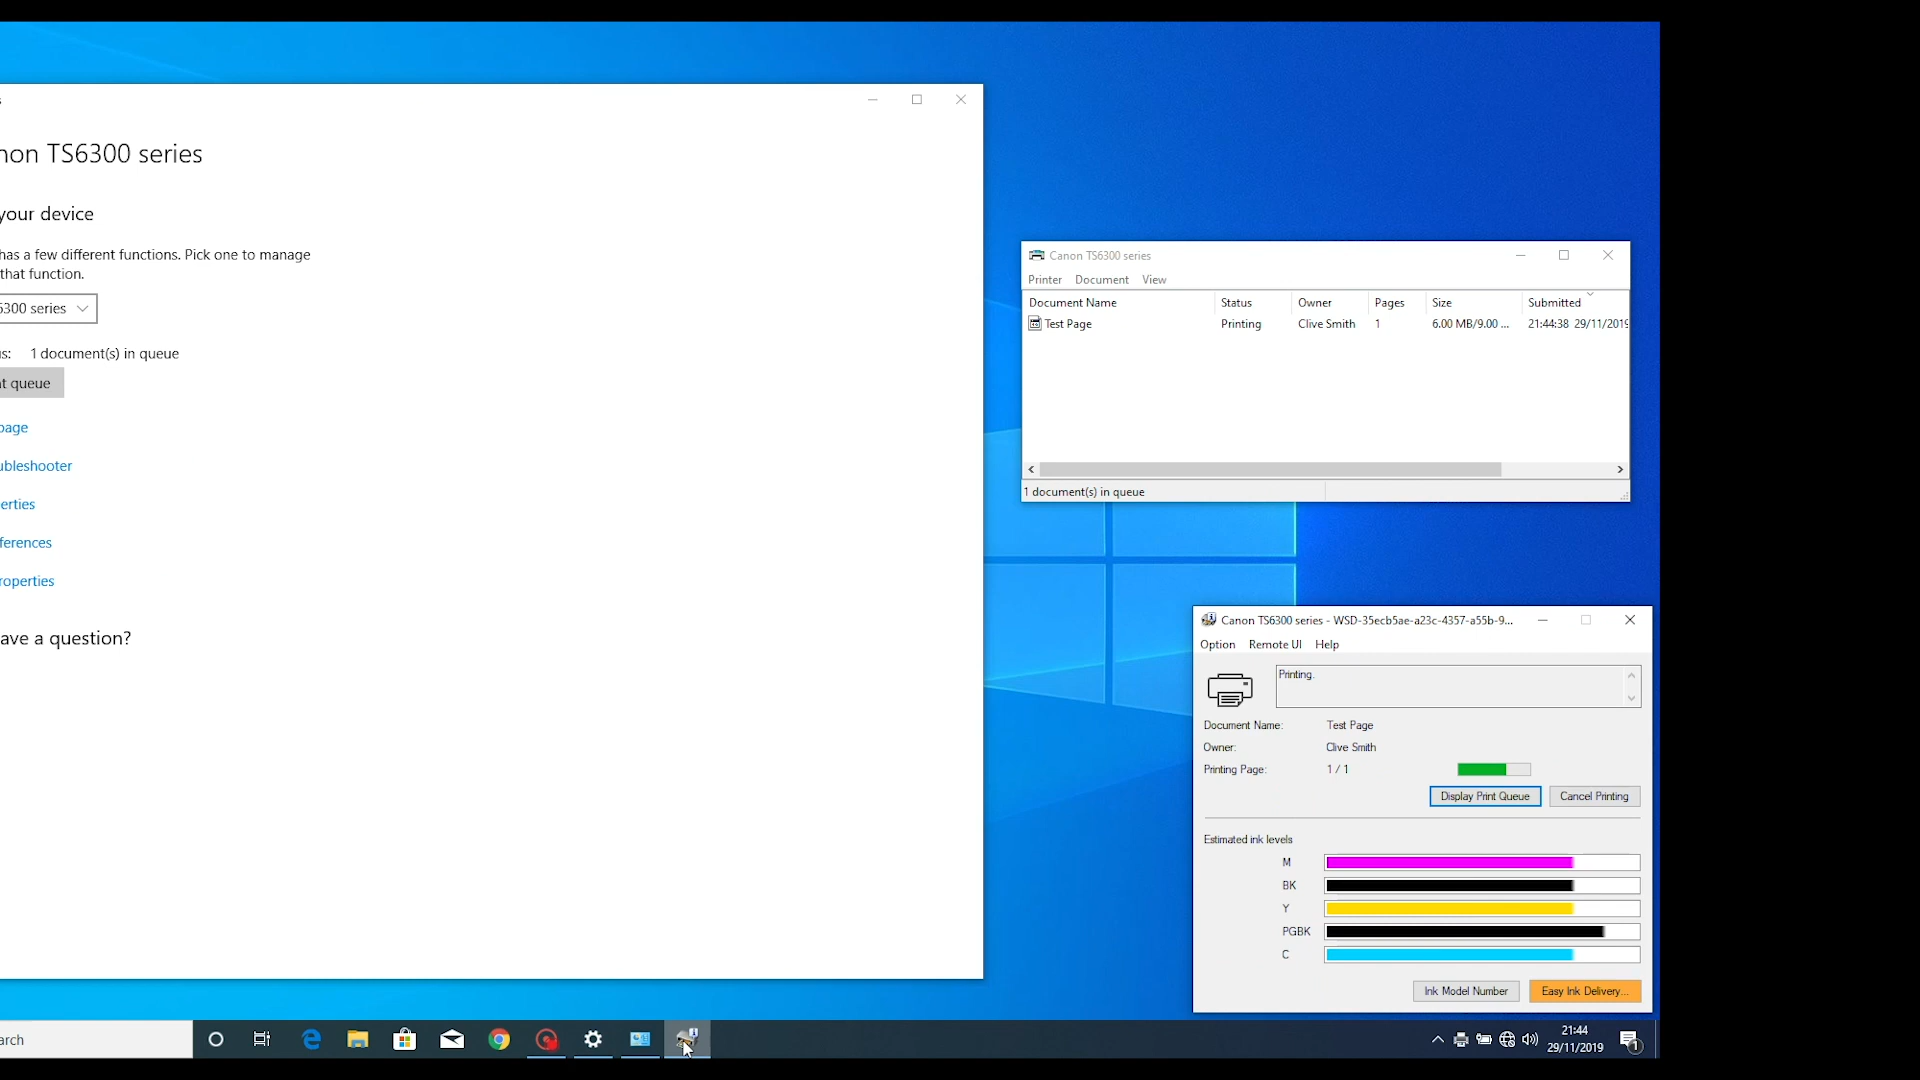 non TS6300 series
your device
has a few different functions. Pick one to manage
that function.
5300 series
us: 1 document(s) in queue
nt queue
page
ubleshooter
erties
ferences
roperties
ave a question?
Canon TS6300 series
Printer Document View
Document Name Status Owner Pages Size Submitted
Test Page Printing Clive Smith 1 6.00 MB/9.00 ... 21:44:38 29/11/2019
1 document(s) in queue
Canon TS6300 series - WSD-35ecb5ae-a23c-4357-a55b-9...
Option Remote UI Help
Printing.
Document Name: Test Page
Owner: Clive Smith
Printing Page: 1 / 1
Display Print Queue Cancel Printing
Estimated ink levels
M
BK
Y
PGBK
C
Ink Model Number Easy Ink Delivery...
arch
21:44
29/11/2019
1